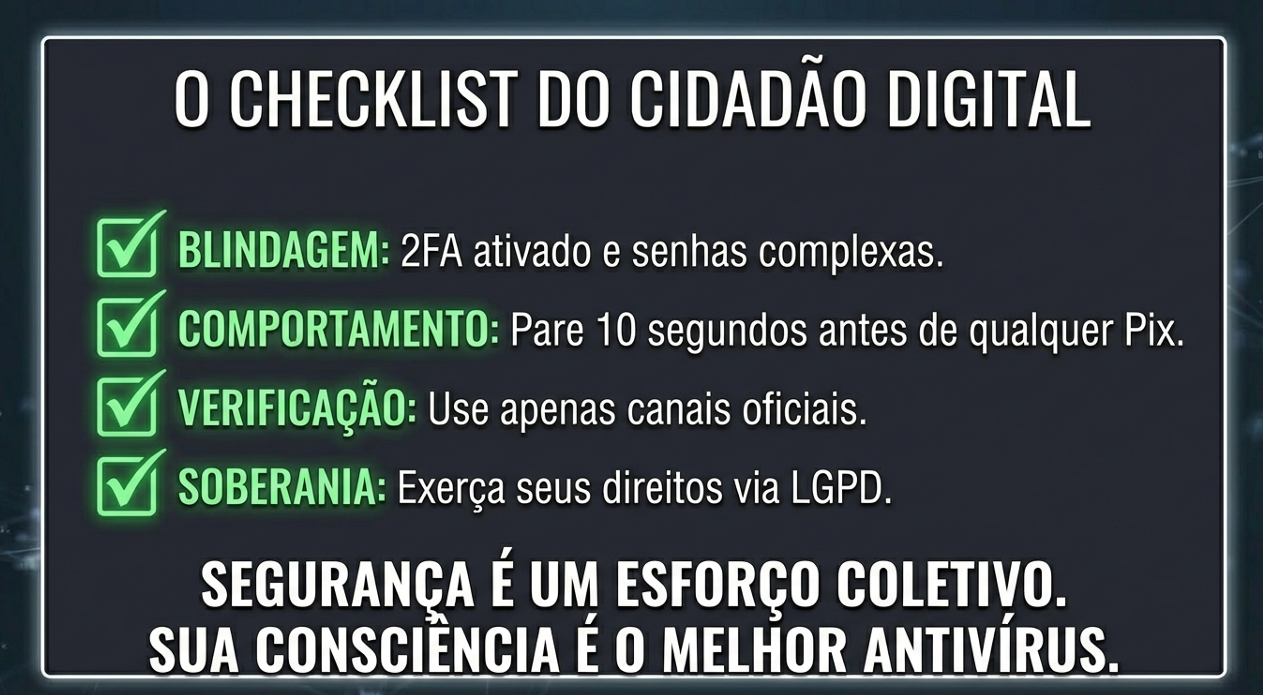 O CHECKLIST DO CIDADÃO DIGITAL
BLINDAGEM: 2FA ativado e senhas complexas.
COMPORTAMENTO: Pare 10 segundos antes de qualquer Pix.
VERIFICAÇÃO: Use apenas canais oficiais.
SOBERANIA: Exerça seus direitos via LGPD.
SEGURANÇA É UM ESFORÇO COLETIVO.
SUA CONSCIÊNCIA É O MELHOR ANTIVÍRUS.